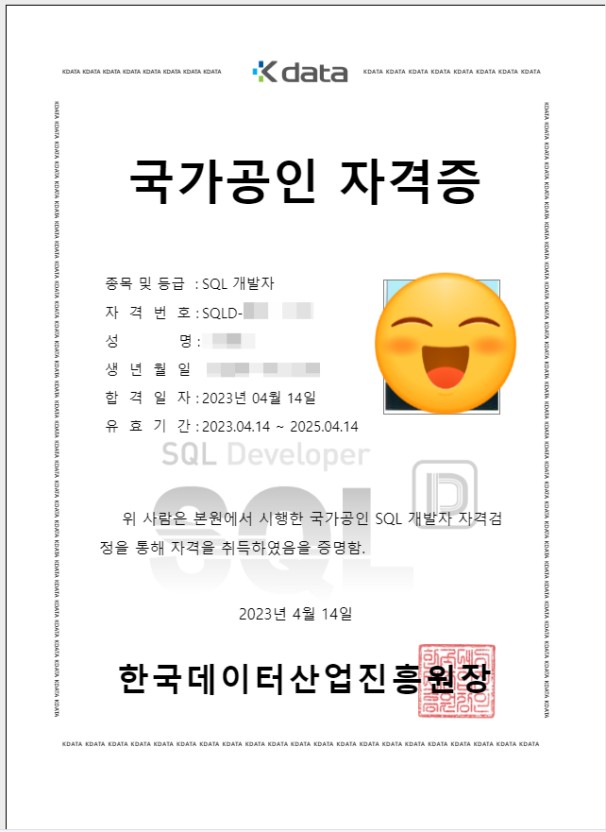 KDATA KDATA KDATA KDATA KDATA KDATA KDATA KDATA
Kdata
KDATA KDATA KDATA KDATA KDATA KDATA KDATA KDATA
국가공인 자격증
종목 및 등급 : SQL 개발자
자 격 번 호 : SQLD-
성 명 :
생 년 월 일
합 격 일 자 : 2023년 04월 14일
유 효 기 간 : 2023.04.14 ~ 2025.04.14
SQL Developer
SQL
D
위 사람은 본원에서 시행한 국가공인 SQL 개발자 자격검
정을 통해 자격을 취득하였음을 증명함.
2023년 4월 14일
한국데이터산업진흥원장
KDATA KDATA KDATA KDATA KDATA KDATA KDATA KDATA KDATA KDATA KDATA KDATA KDATA KDATA KDATA KDATA KDATA KDATA KDATA KDATA KDATA